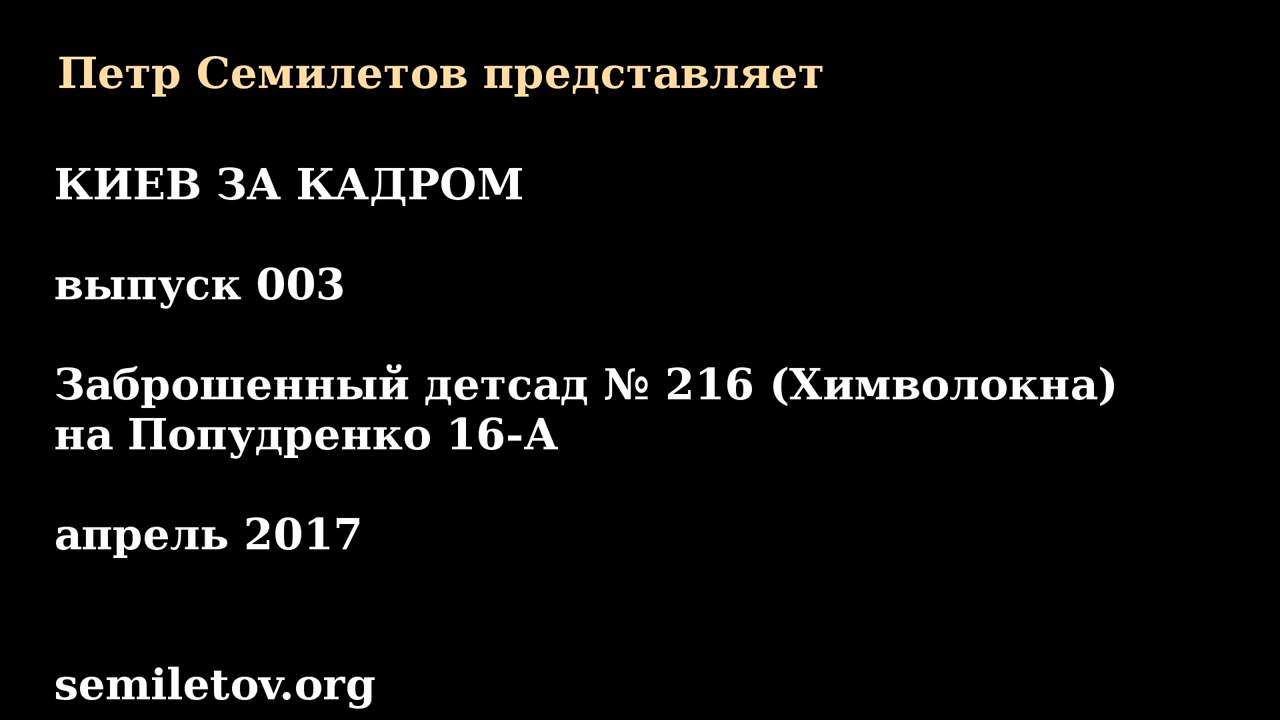 Петр Семилетов представляет
КИЕВ ЗА КАДРОМ
выпуск 003
Заброшенный детсад № 216 (Химволокна)
на Попудренко 16-А
апрель 2017
semiletov.org